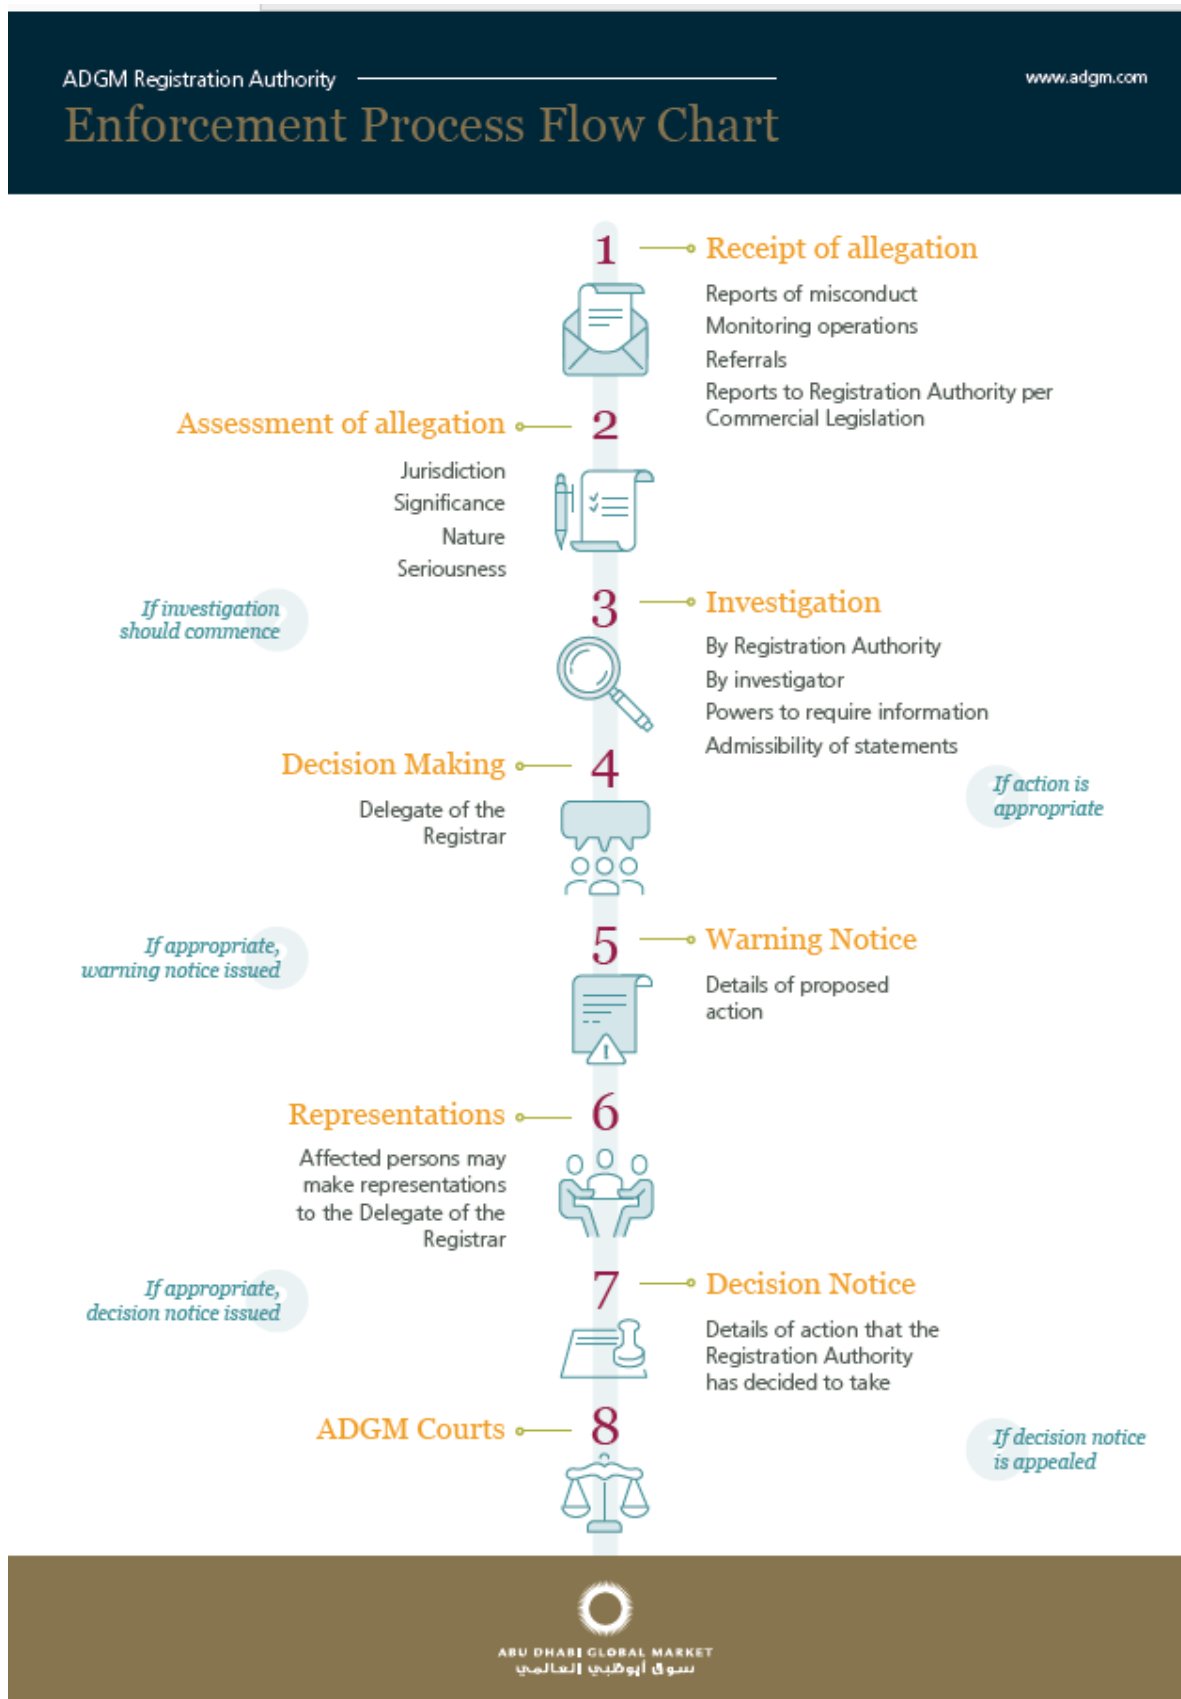 ADGM Registration Authority
www.adgm.com
Enforcement Process Flow Chart
1
Receipt of allegation
Reports of misconduct
Monitoring operations
Referrals
Reports to Registration Authority per
Commercial Legislation
Assessment of allegation
2
Jurisdiction
Significance
Nature
Seriousness
If investigation
should commence
3
Investigation
By Registration Authority
By investigator
Powers to require information
Admissibility of statements
Decision Making
4
Delegate of the
Registrar
If action is
appropriate
If appropriate,
warning notice issued
5
Warning Notice
Details of proposed
action
Representations
6
Affected persons may
make representations
to the Delegate of the
Registrar
If appropriate,
decision notice issued
7
Decision Notice
Details of action that the
Registration Authority
has decided to take
ADGM Courts
8
If decision notice
is appealed
ABU DHABI GLOBAL MARKET
سوق أبوظبي العالمي